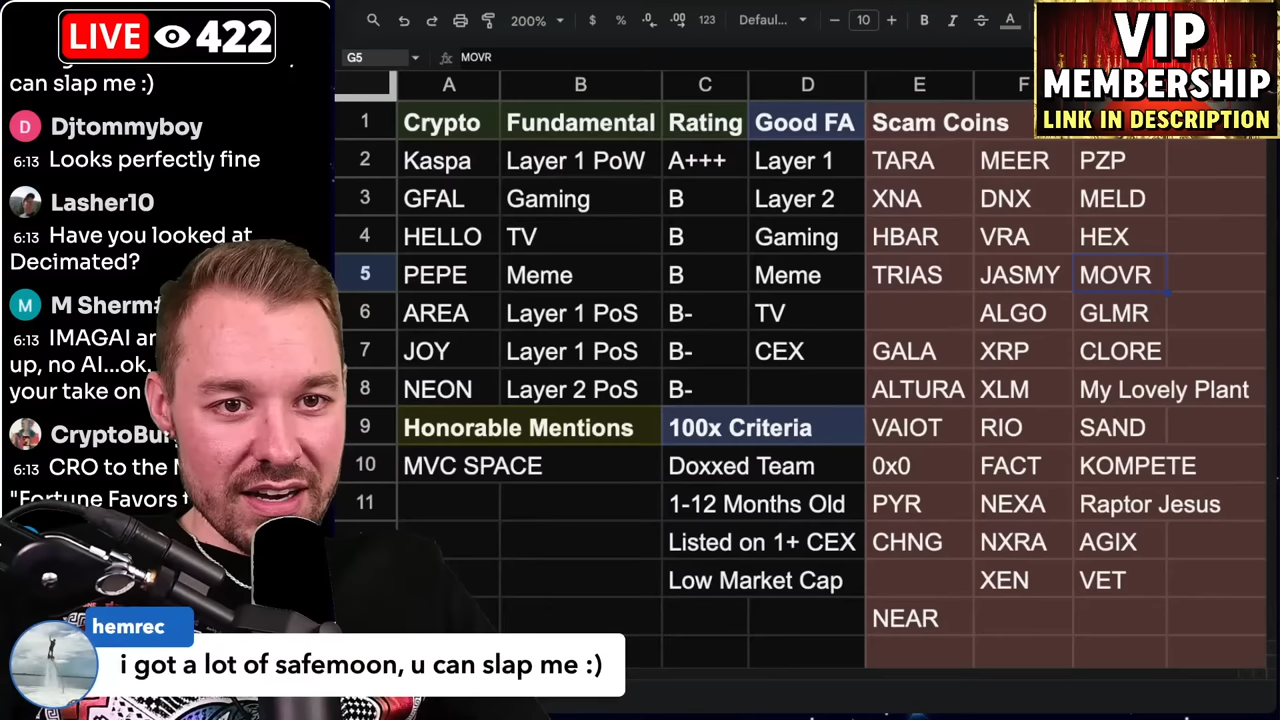 LIVE 422
VIP
MEMBERSHIP
LINK IN DESCRIPTION
200%
$
%
.0
.00
123
Defaul...
10
B
I
A
G5
fx MOVR
A B C D E F
1 Crypto Fundamental Rating Good FA Scam Coins
2 Kaspa Layer 1 PoW A+++ Layer 1 TARA MEER PZP
3 GFAL Gaming B Layer 2 XNA DNX MELD
4 HELLO TV B Gaming HBAR VRA HEX
5 PEPE Meme B Meme TRIAS JASMY MOVR
6 AREA Layer 1 PoS B- TV ALGO GLMR
7 JOY Layer 1 PoS B- CEX GALA XRP CLORE
8 NEON Layer 2 PoS B- ALTURA XLM My Lovely Plant
9 Honorable Mentions 100x Criteria VAIOT RIO SAND
10 MVC SPACE Doxxed Team 0x0 FACT KOMPETE
11 1-12 Months Old PYR NEXA Raptor Jesus
Listed on 1+ CEX CHNG NXRA AGIX
Low Market Cap XEN VET
NEAR
can slap me :)
D Djtommyboy
6:13 Looks perfectly fine
Lasher10
6:13 Have you looked at
Decimated?
M M Sherm
6:13 IMAGAI
up, no AI...ok.
your take on
CryptoBu
6:13 CRO to the
"Fortune Favors
hemrec
i got a lot of safemoon, u can slap me :)